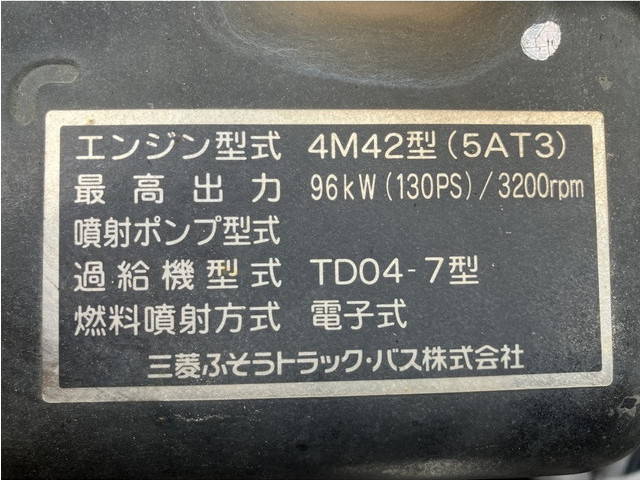 エンジン型式 4M42型(5AT3)
最高出力 96kW(130PS)/3200rpm
噴射ポンプ型式
過給機型式 TD04-7型
燃料噴射方式 電子式
三菱ふそうトラック・バス株式会社